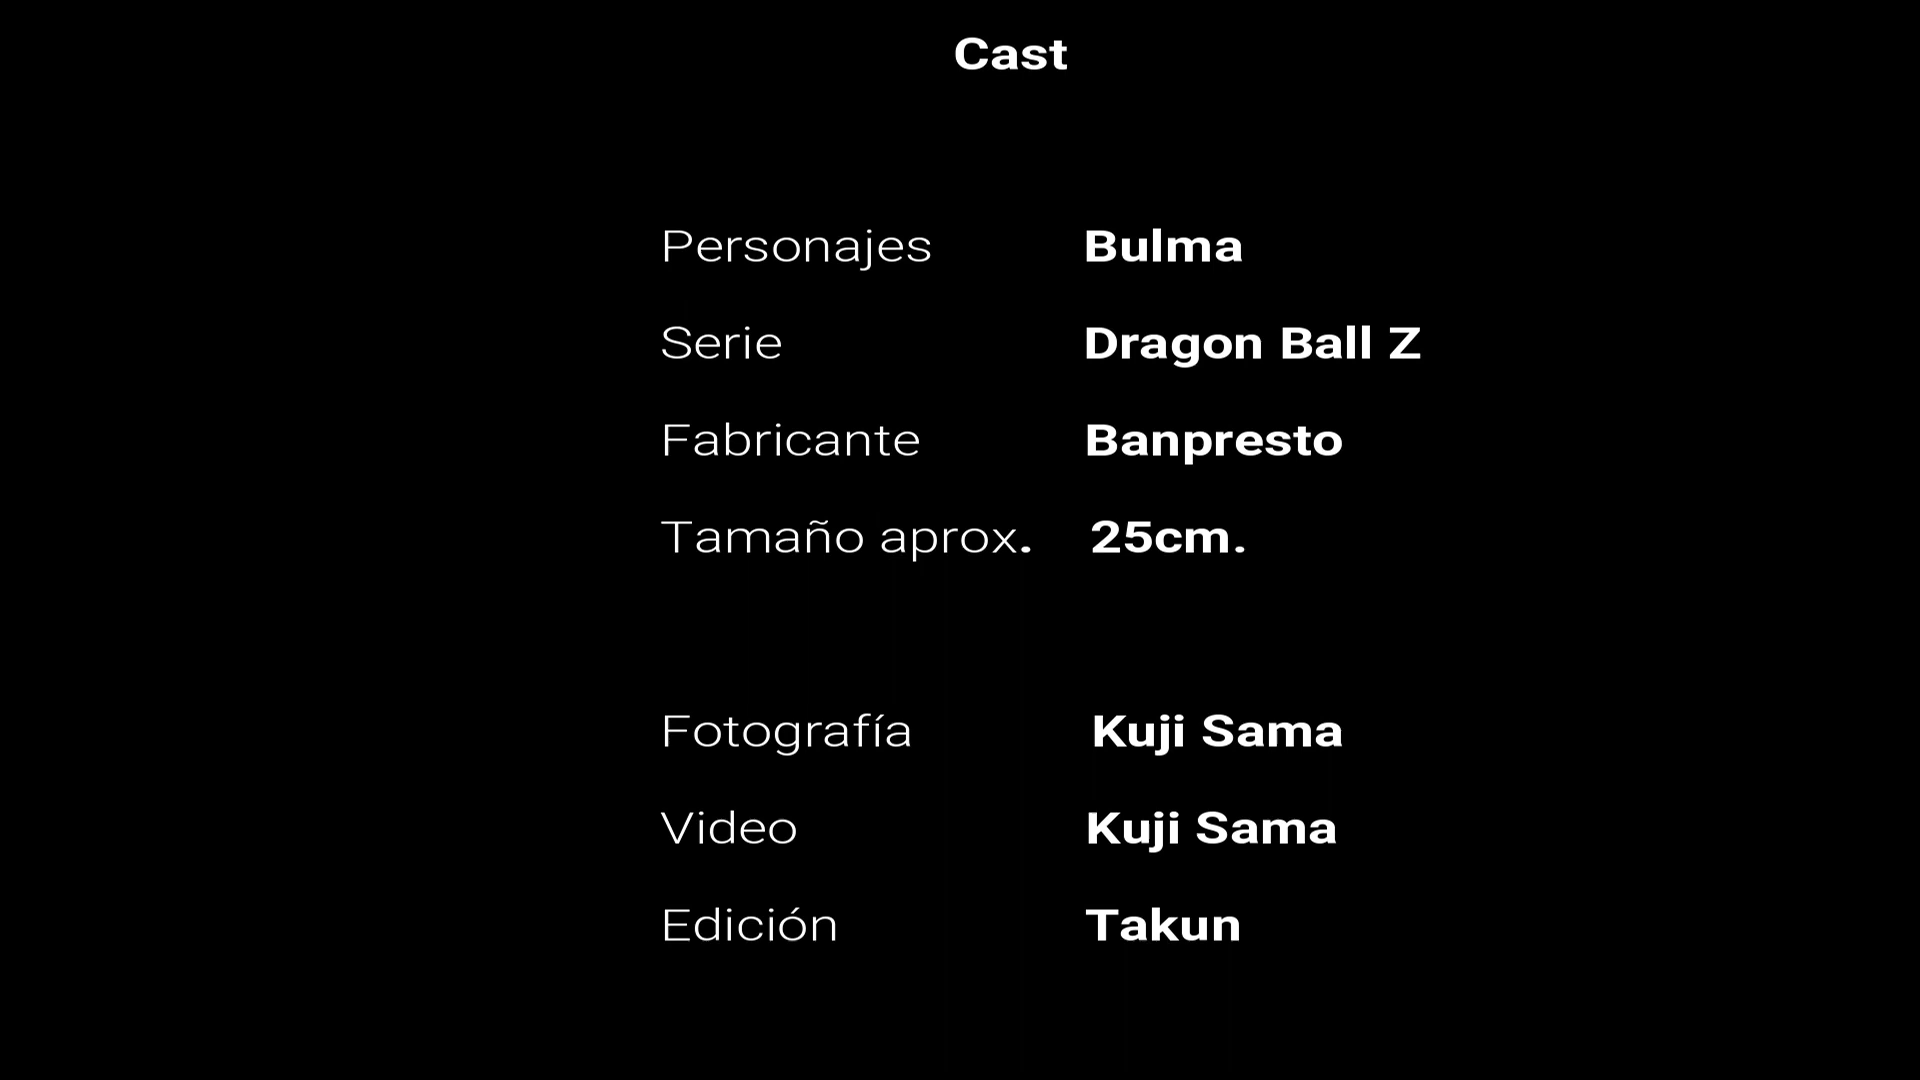 Cast
Personajes Bulma
Serie Dragon Ball Z
Fabricante Banpresto
Tamaño aprox. 25cm.
Fotografía Kuji Sama
Video Kuji Sama
Edición Takun